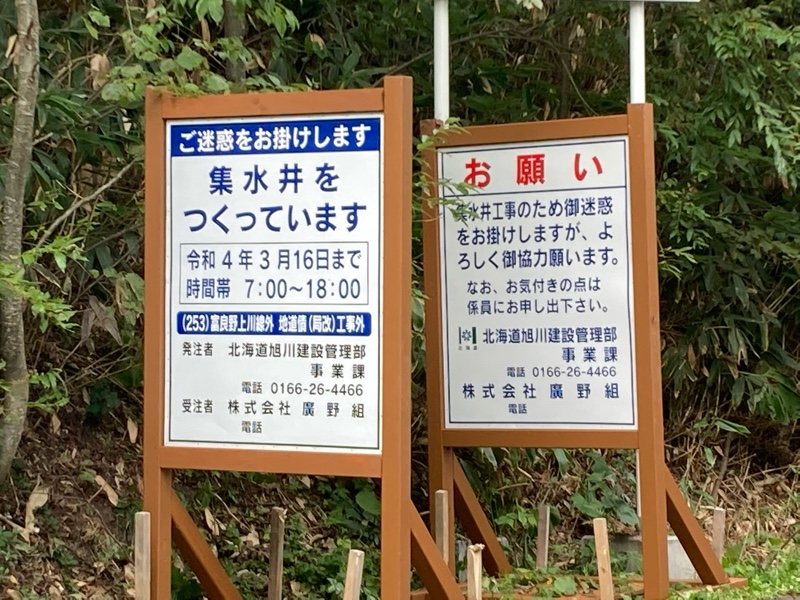 ご迷惑をお掛けします
集水井を
つくっています
令和4年3月16日まで
時間帯 7:00〜18:00
(253)富良野上川線外 地道債(局改)工事外
発注者 北海道旭川建設管理部
事業課
電話 0166-26-4466
受注者 株式会社 廣野組
電話
お願い
集水井工事のため御迷惑
をお掛けしますが、よ
ろしく御協力願います。
なお、お気付きの点は
係員にお申し出下さい。
北海道旭川建設管理部
事業課
電話 0166-26-4466
株式会社 廣野組
電話